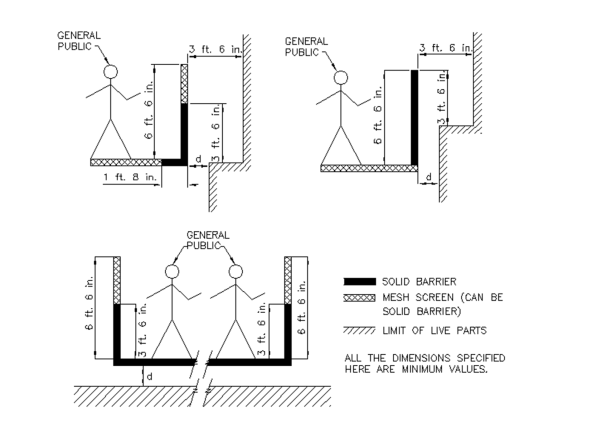 GENERAL
PUBLIC
3 ft. 6 in.
6 ft. 6 in.
3 ft. 6 in.
d
1 ft. 8 in.
GENERAL
PUBLIC
3 ft. 6 in.
6 ft. 6 in.
3 ft. 6 in.
d
GENERAL
PUBLIC
6 ft. 6 in.
3 ft. 6 in.
3 ft. 6 in.
6 ft. 6 in.
d
SOLID BARRIER
MESH SCREEN (CAN BE
SOLID BARRIER)
LIMIT OF LIVE PARTS
ALL THE DIMENSIONS SPECIFIED
HERE ARE MINIMUM VALUES.